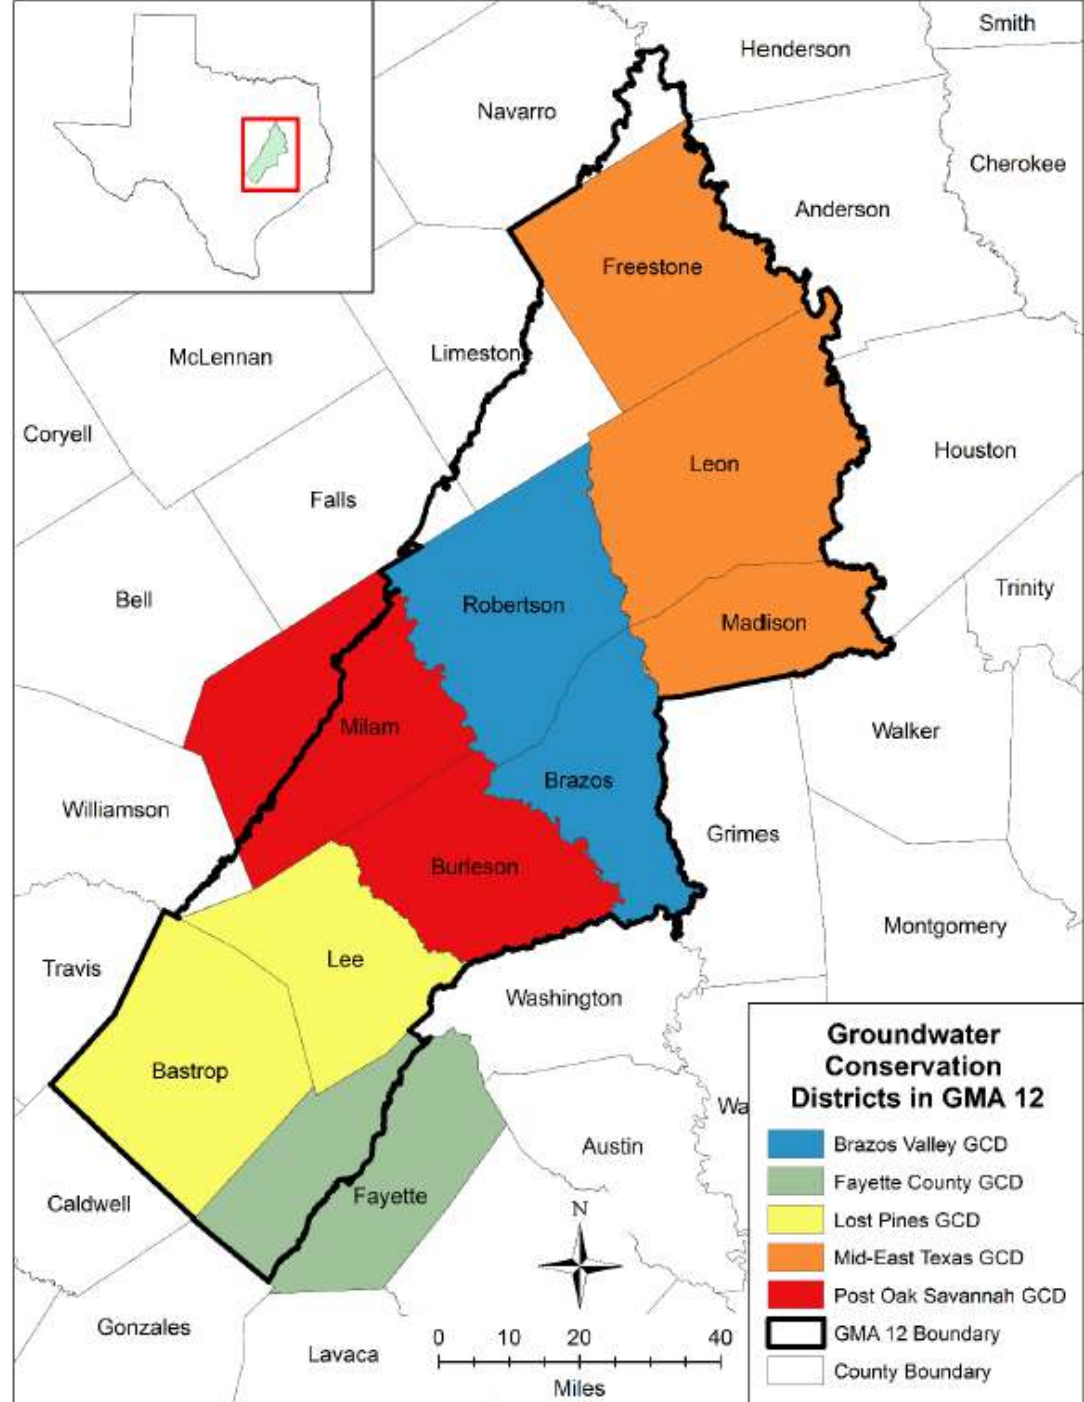 Smith
Henderson
Navarro
Cherokee
Anderson
Freestone
McLennan
Limestone
Coryell
Houston
Leon
Falls
Trinity
Bell
Robertson
Madison
Milam
Walker
Brazos
Williamson
Grimes
Burleson
Montgomery
Lee
Travis
Washington
Bastrop
Wa
Austin
Caldwell
Fayette
Gonzales
Lavaca
N
0 10 20 40
Miles
Groundwater
Conservation
Districts in GMA 12
Brazos Valley GCD
Fayette County GCD
Lost Pines GCD
Mid-East Texas GCD
Post Oak Savannah GCD
GMA 12 Boundary
County Boundary